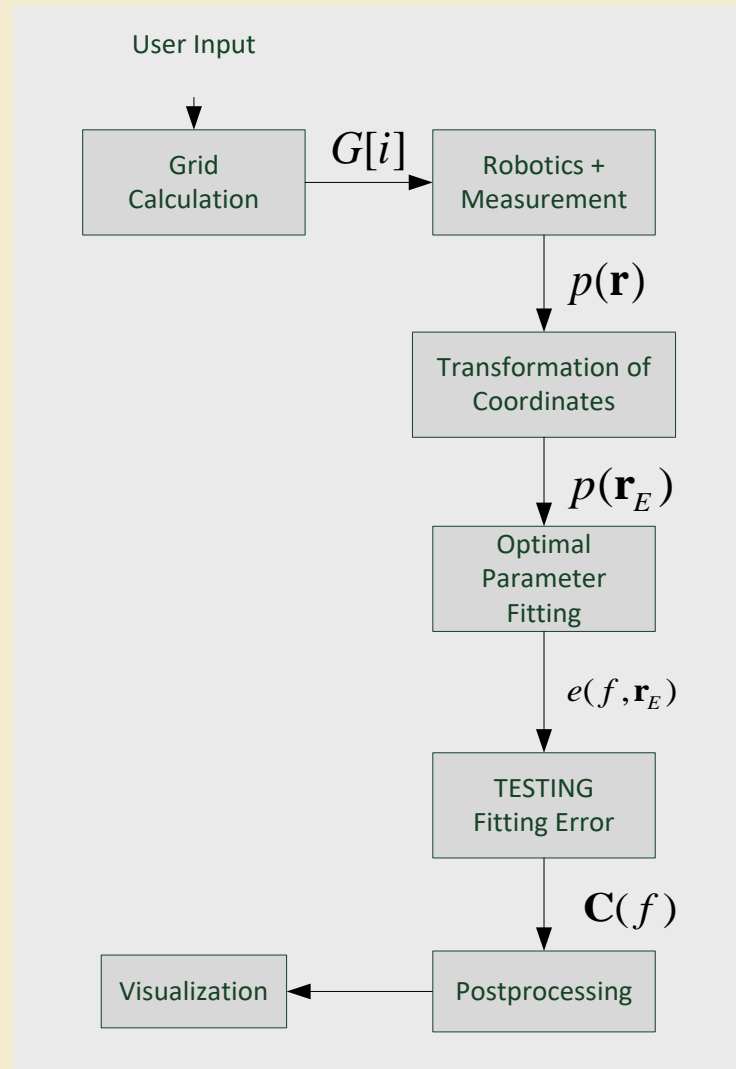 User Input
Grid
Calculation
G[i]
Robotics +
Measurement
p(r)
Transformation of
Coordinates
p(r_E)
Optimal
Parameter
Fitting
e(f,r_E)
TESTING
Fitting Error
C(f)
Visualization
Postprocessing